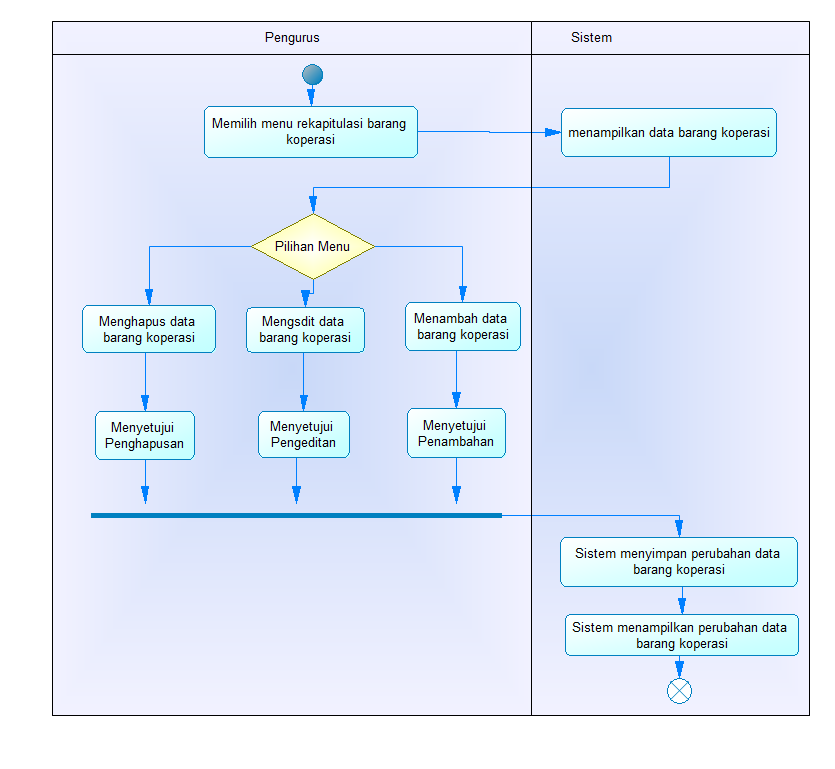 Pengurus
Sistem
Memilih menu rekapitulasi barang
koperasi
menampilkan data barang koperasi
Pilihan Menu
Menghapus data
barang koperasi
Mengsdit data
barang koperasi
Menambah data
barang koperasi
Menyetujui
Penghapusan
Menyetujui
Pengeditan
Menyetujui
Penambahan
Sistem menyimpan perubahan data
barang koperasi
Sistem menampilkan perubahan data
barang koperasi